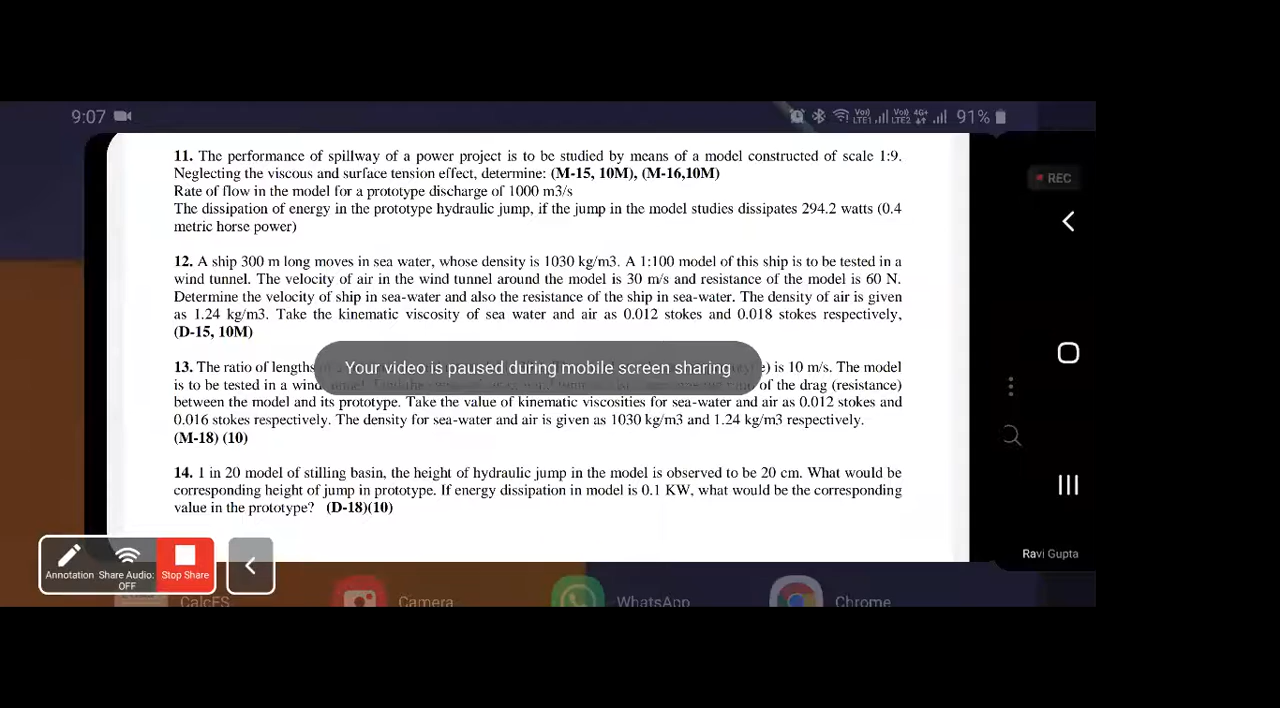 9:07
Vo)) LTE1 Vo)) LTE2 4G+ 91%
REC
11. The performance of spillway of a power project is to be studied by means of a model constructed of scale 1:9.
Neglecting the viscous and surface tension effect, determine: (M-15, 10M), (M-16,10M)
Rate of flow in the model for a prototype discharge of 1000 m3/s
The dissipation of energy in the prototype hydraulic jump, if the jump in the model studies dissipates 294.2 watts (0.4
metric horse power)
12. A ship 300 m long moves in sea water, whose density is 1030 kg/m3. A 1:100 model of this ship is to be tested in a
wind tunnel. The velocity of air in the wind tunnel around the model is 30 m/s and resistance of the model is 60 N.
Determine the velocity of ship in sea-water and also the resistance of the ship in sea-water. The density of air is given
as 1.24 kg/m3. Take the kinematic viscosity of sea water and air as 0.012 stokes and 0.018 stokes respectively,
(D-15, 10M)
13. The ratio of lengths e) is 10 m/s. The model
Your video is paused during mobile screen sharing
is to be tested in a wind of the drag (resistance)
between the model and its prototype. Take the value of kinematic viscosities for sea-water and air as 0.012 stokes and
0.016 stokes respectively. The density for sea-water and air is given as 1030 kg/m3 and 1.24 kg/m3 respectively.
(M-18) (10)
14. 1 in 20 model of stilling basin, the height of hydraulic jump in the model is observed to be 20 cm. What would be
corresponding height of jump in prototype. If energy dissipation in model is 0.1 KW, what would be the corresponding
value in the prototype? (D-18)(10)
Ravi Gupta
Annotation Share Audio: OFF Stop Share
CalcES Camera WhatsApp Chrome